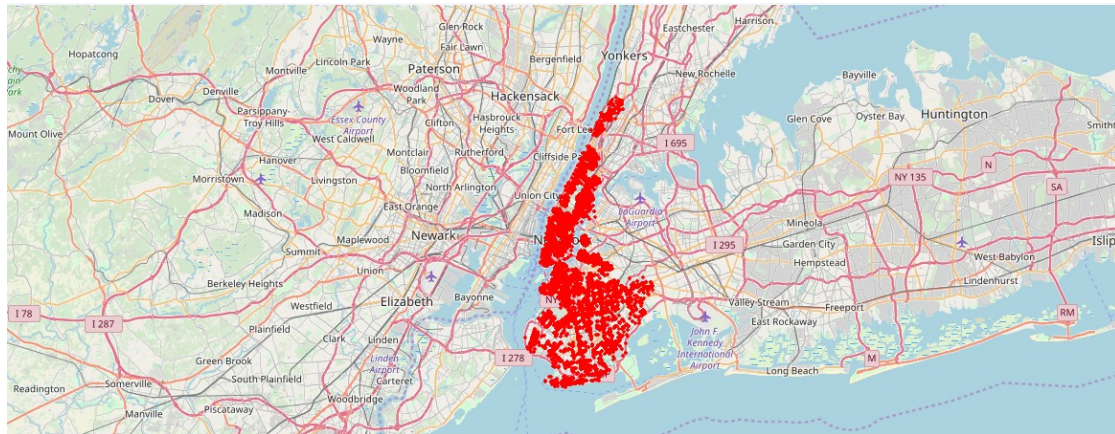 Hopatcong
Glen Rock
Eastchester
Harrison
Wayne
Fair Lawn
Yonkers
Lincoln Park
Bergenfield
Montville
Paterson
New Rochelle
Bayville
Denville
Woodland
Park
Hackensack
Huntington
Dover
Parsippany-
Troy Hills
Essex County
Airport
Clifton
Hasbrouck
Heights
Fort Lee
Glen Cove
Oyster Bay
Mount Olive
West Caldwell
Rutherford
I 695
Hanover
Montclair
Cliffside Pa
N
Bloomfield
NY 135
Morristown
Livingston
North Arlington
Union City
SA
Madison
East Orange
LaGuardia
Airport
Mineola
Maplewood
Newark
N
I 295
Garden City
Islip
Summit
Hempstead
West Babylon
Berkeley Heights
Union
Lindenhurst
Elizabeth
Bayonne
NY
Valley Stream
Freeport
I 78
I 287
Westfield
East Rockaway
RM
Plainfield
Clark
Linden
John F
Kennedy
International
Airport
Green Brook
Linden
Airport
I 278
M
Long Beach
Readington
Somerville
South Plainfield
Carteret
Manville
Piscataway
Woodbridge